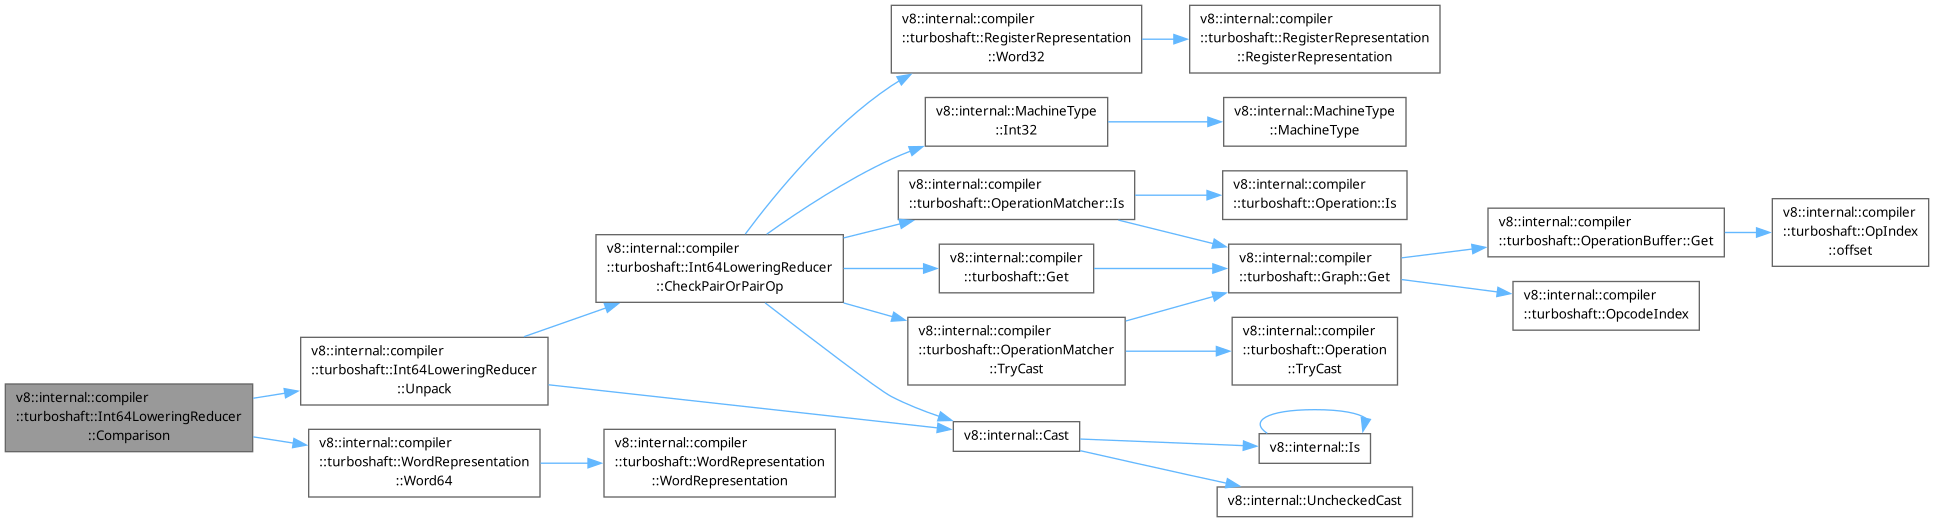 v8::internal::compiler
::turboshaft::Int64LoweringReducer
::Comparison
v8::internal::compiler
::turboshaft::Int64LoweringReducer
::Unpack
v8::internal::compiler
::turboshaft::WordRepresentation
::Word64
v8::internal::compiler
::turboshaft::Int64LoweringReducer
::CheckPairOrPairOp
v8::internal::compiler
::turboshaft::WordRepresentation
::WordRepresentation
v8::internal::compiler
::turboshaft::RegisterRepresentation
::Word32
v8::internal::MachineType
::Int32
v8::internal::compiler
::turboshaft::OperationMatcher::Is
v8::internal::compiler
::turboshaft::Get
v8::internal::compiler
::turboshaft::OperationMatcher
::TryCast
v8::internal::Cast
v8::internal::compiler
::turboshaft::RegisterRepresentation
::RegisterRepresentation
v8::internal::MachineType
::MachineType
v8::internal::compiler
::turboshaft::Operation::Is
v8::internal::compiler
::turboshaft::Graph::Get
v8::internal::compiler
::turboshaft::Operation
::TryCast
v8::internal::Is
v8::internal::UncheckedCast
v8::internal::compiler
::turboshaft::OperationBuffer::Get
v8::internal::compiler
::turboshaft::OpcodeIndex
v8::internal::compiler
::turboshaft::OpIndex
::offset